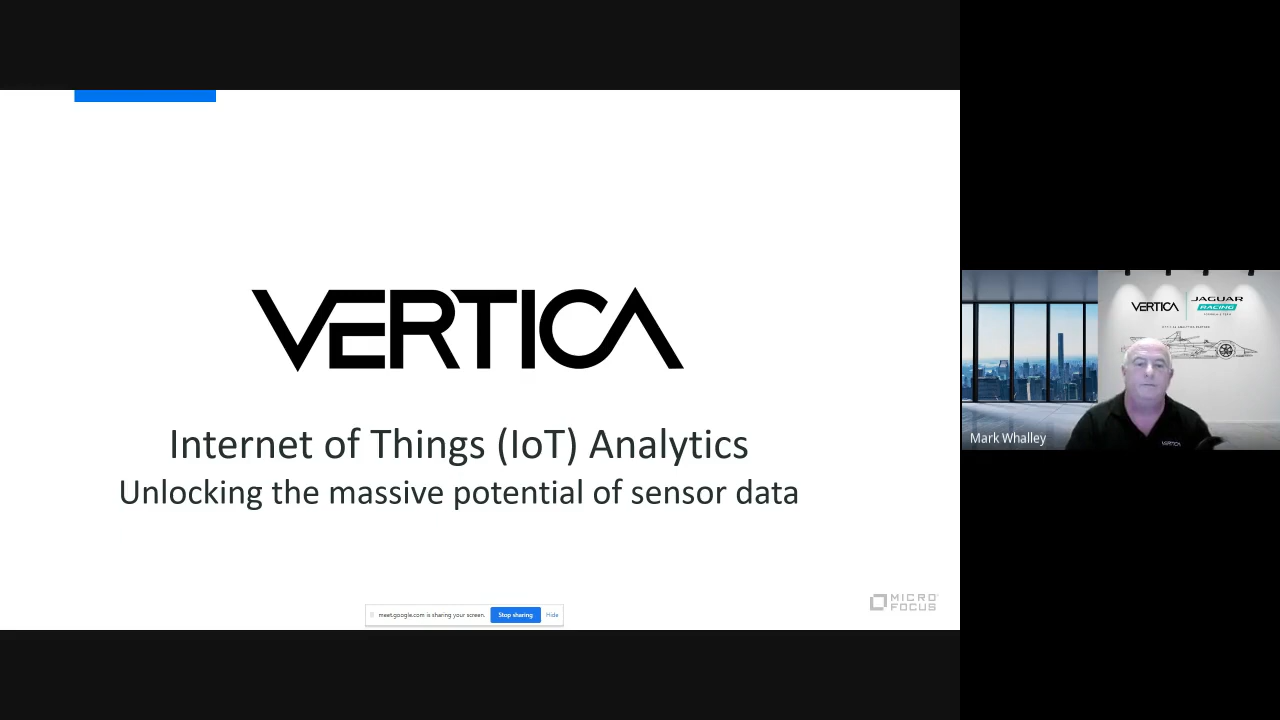 VERTICA
Internet of Things (IoT) Analytics
Unlocking the massive potential of sensor data
MICRO
FOCUS
meet.google.com is sharing your screen.
Stop sharing
Hide
VERTICA
JAGUAR
RACING
Mark Whalley
VERTICA